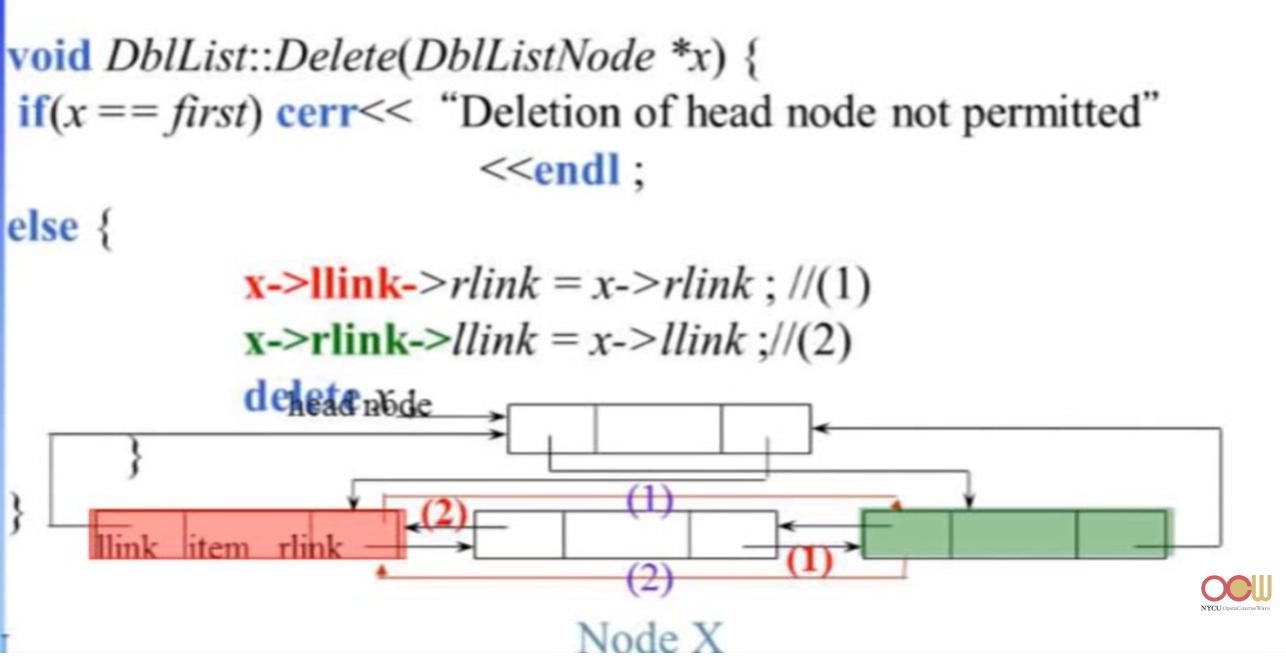 void DblList::Delete(DblListNode *x) {
if(x == first) cerr<< “Deletion of head node not permitted”
<<endl ;
else {
x->llink->rlink = x->rlink ; //(1)
x->rlink->llink = x->llink ;//(2)
delete
head node
}
}
(1)
(2)
llink item rlink
(1)
(2)
Node X
OCW
NYCU OpenCourseWare